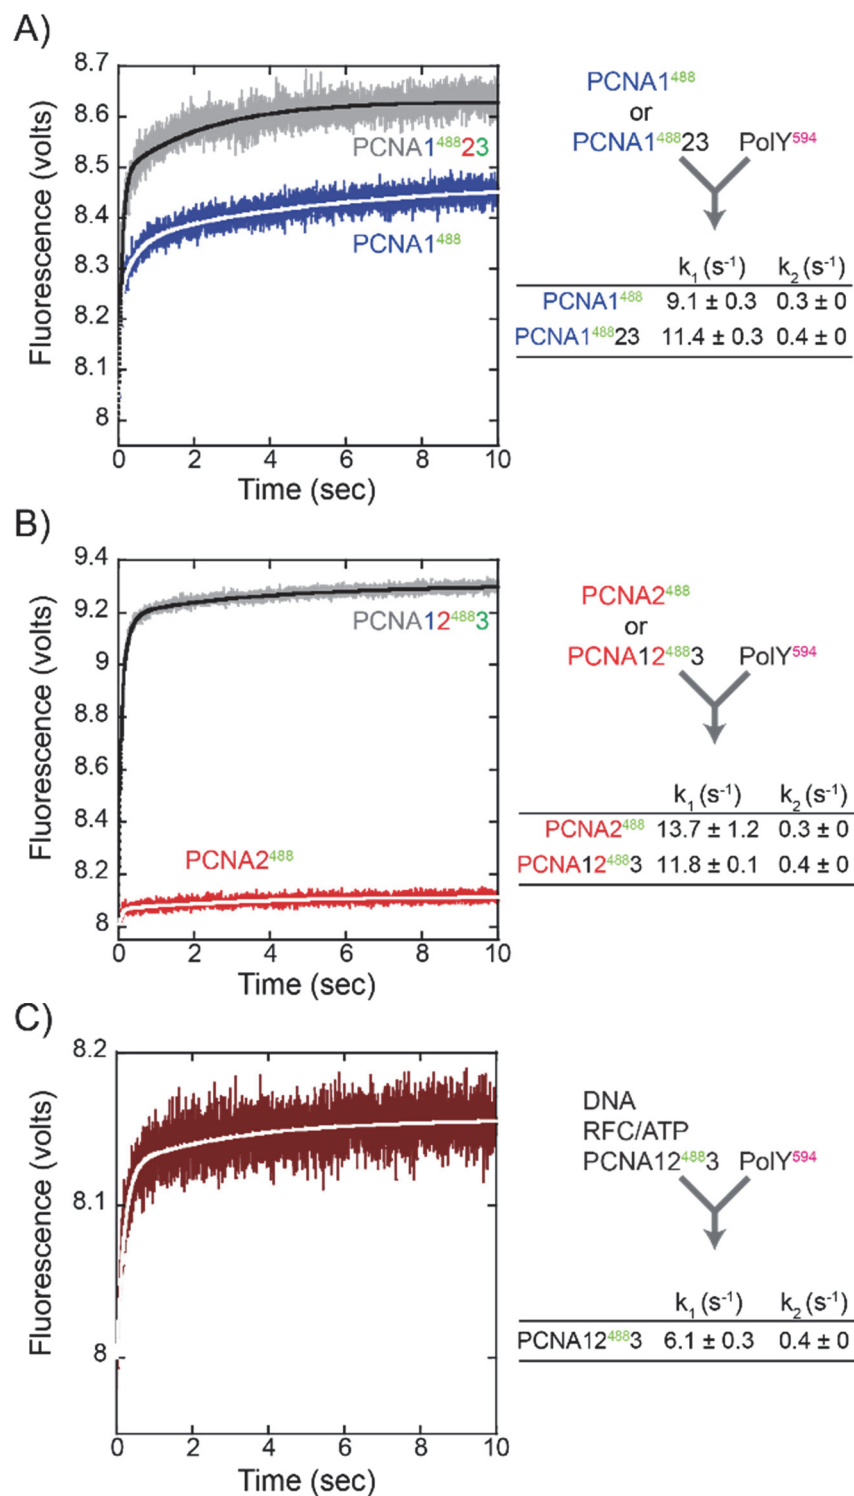 A)
8.7
8.6
8.5
8.4
8.3
8.2
8.1
8
Fluorescence (volts)
PCNA1⁴⁸⁸23
PCNA1⁴⁸⁸
0 2 4 6 8 10
Time (sec)
PCNA1⁴⁸⁸
or
PCNA1⁴⁸⁸23 PolY⁵⁹⁴
k₁ (s⁻¹) k₂ (s⁻¹)
PCNA1⁴⁸⁸ 9.1 ± 0.3 0.3 ± 0
PCNA1⁴⁸⁸23 11.4 ± 0.3 0.4 ± 0
B)
9.4
9.2
9
8.8
8.6
8.4
8.2
8
Fluorescence (volts)
PCNA12⁴⁸⁸3
PCNA2⁴⁸⁸
0 2 4 6 8 10
Time (sec)
PCNA2⁴⁸⁸
or
PCNA12⁴⁸⁸3 PolY⁵⁹⁴
k₁ (s⁻¹) k₂ (s⁻¹)
PCNA2⁴⁸⁸ 13.7 ± 1.2 0.3 ± 0
PCNA12⁴⁸⁸3 11.8 ± 0.1 0.4 ± 0
C)
8.2
8.1
8
Fluorescence (volts)
0 2 4 6 8 10
Time (sec)
DNA
RFC/ATP
PCNA12⁴⁸⁸3 PolY⁵⁹⁴
k₁ (s⁻¹) k₂ (s⁻¹)
PCNA12⁴⁸⁸3 6.1 ± 0.3 0.4 ± 0